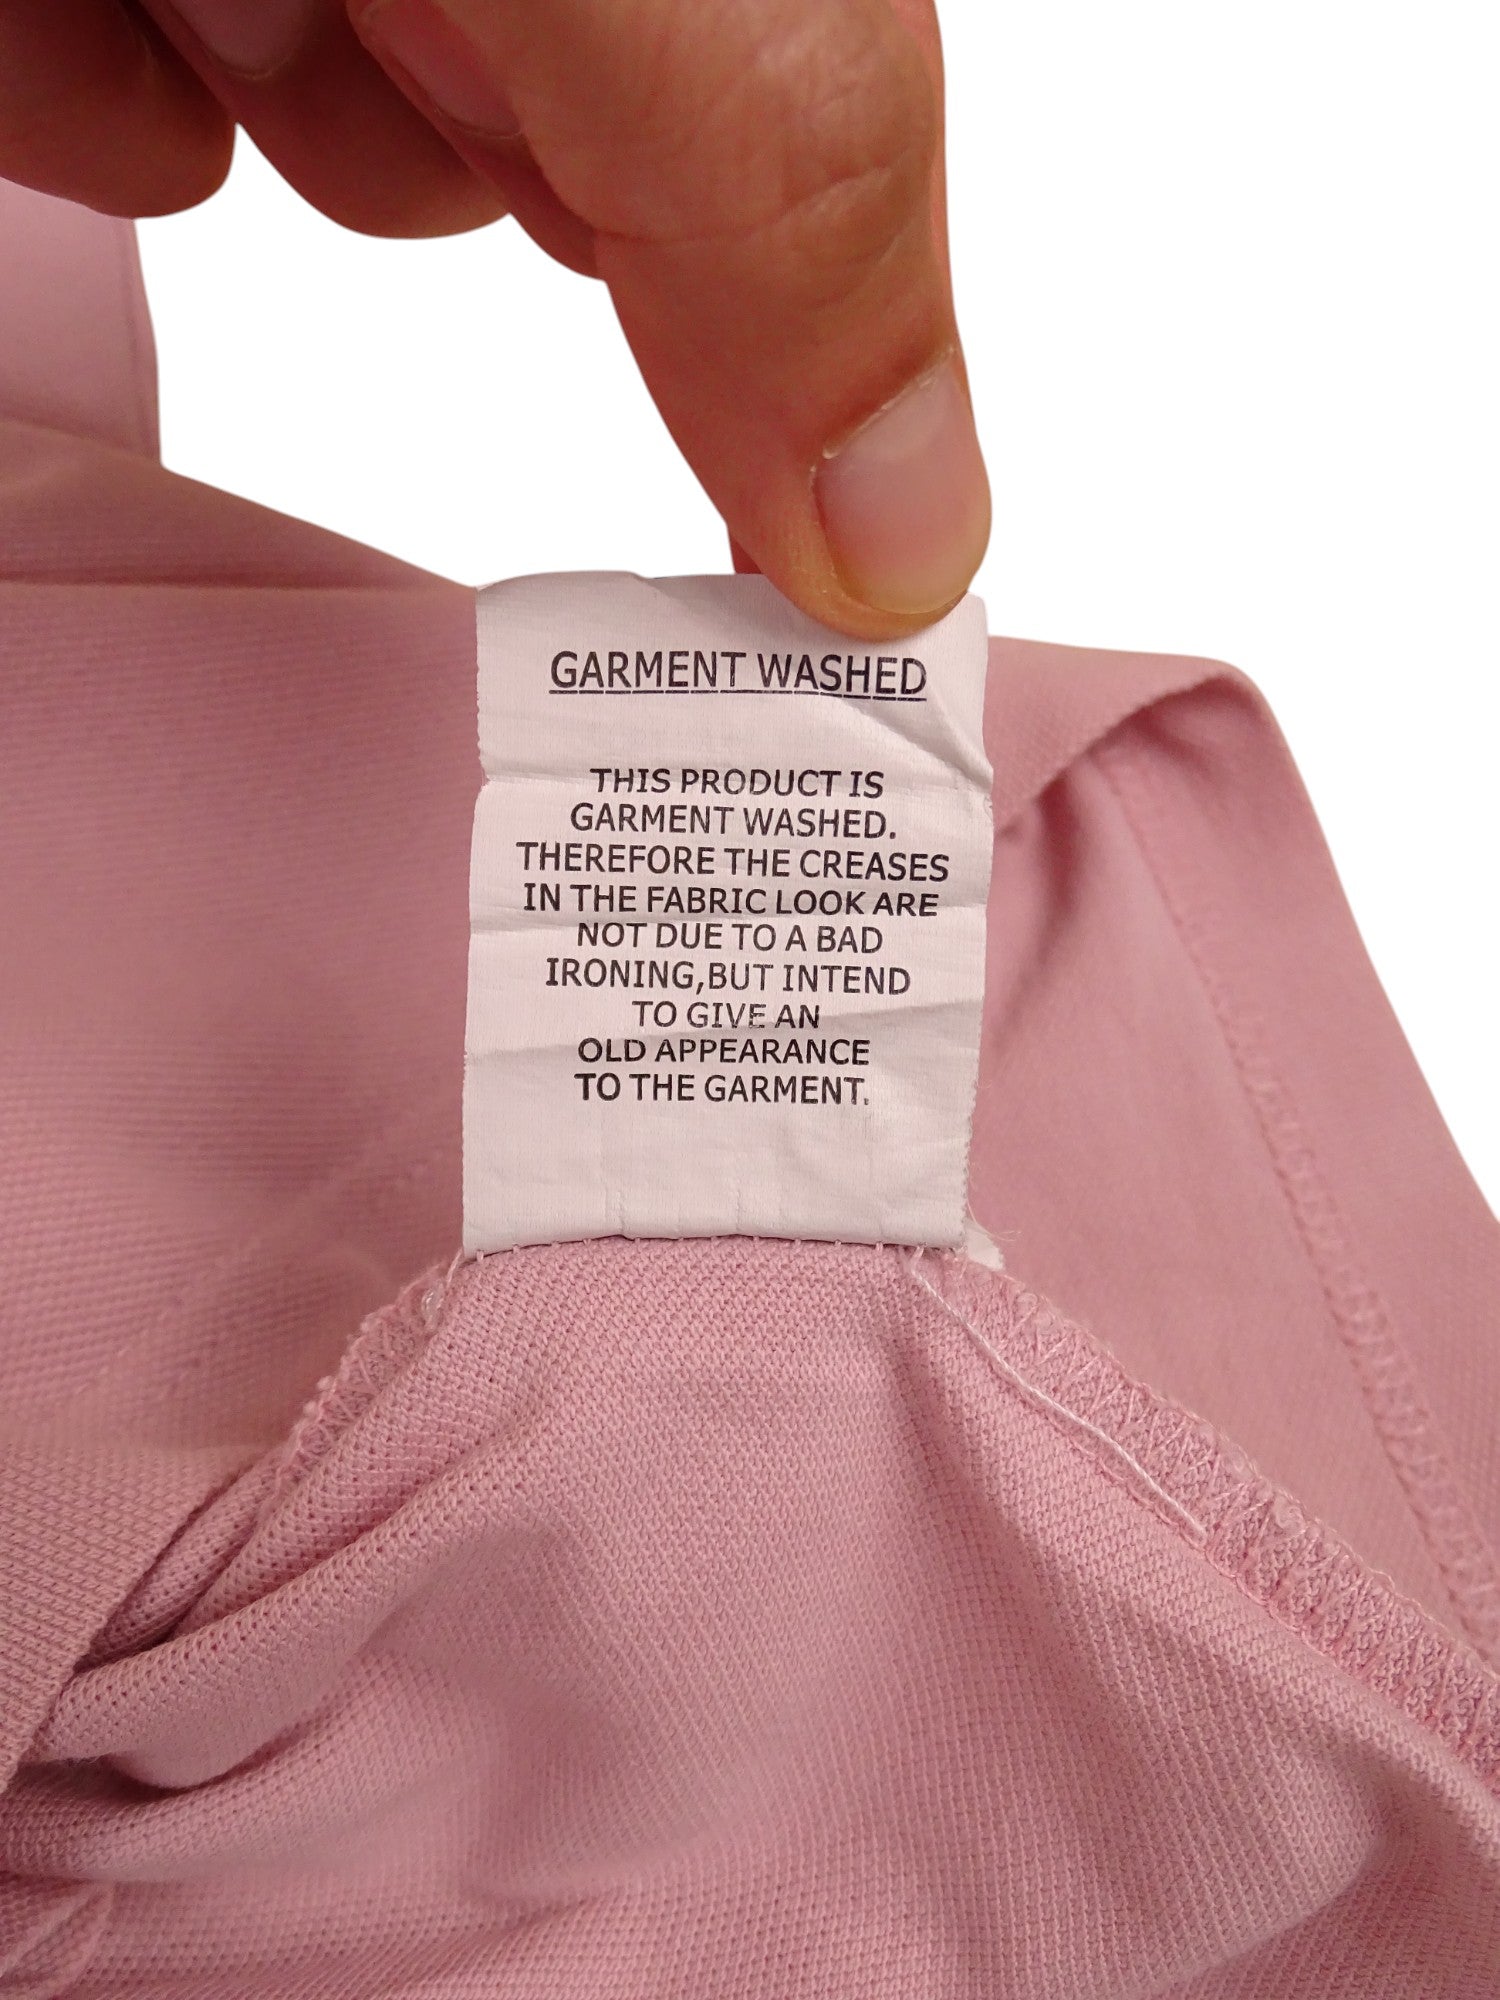 GARMENT WASHED
THIS PRODUCT IS
GARMENT WASHED.
THEREFORE THE CREASES
IN THE FABRIC LOOK ARE
NOT DUE TO A BAD
IRONING,BUT INTEND
TO GIVE AN
OLD APPEARANCE
TO THE GARMENT.